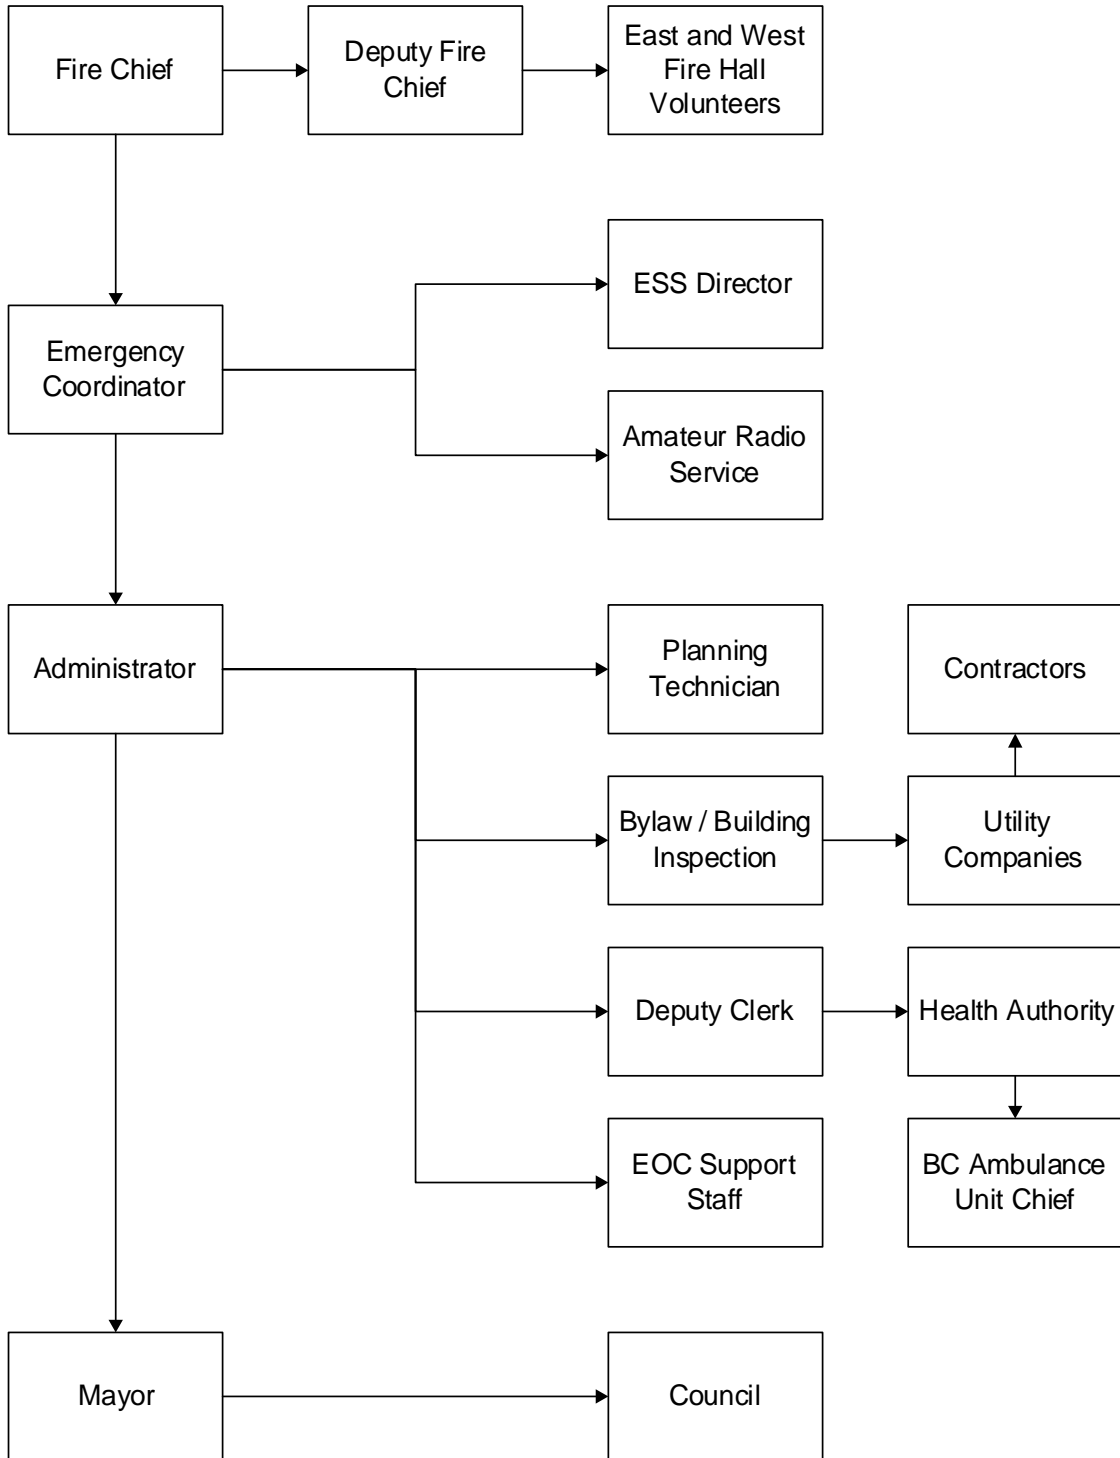 Fire Chief
Deputy Fire
Chief
East and West
Fire Hall
Volunteers
ESS Director
Emergency
Coordinator
Amateur Radio
Service
Administrator
Planning
Technician
Contractors
Bylaw / Building
Inspection
Utility
Companies
Deputy Clerk
Health Authority
EOC Support
Staff
BC Ambulance
Unit Chief
Mayor
Council